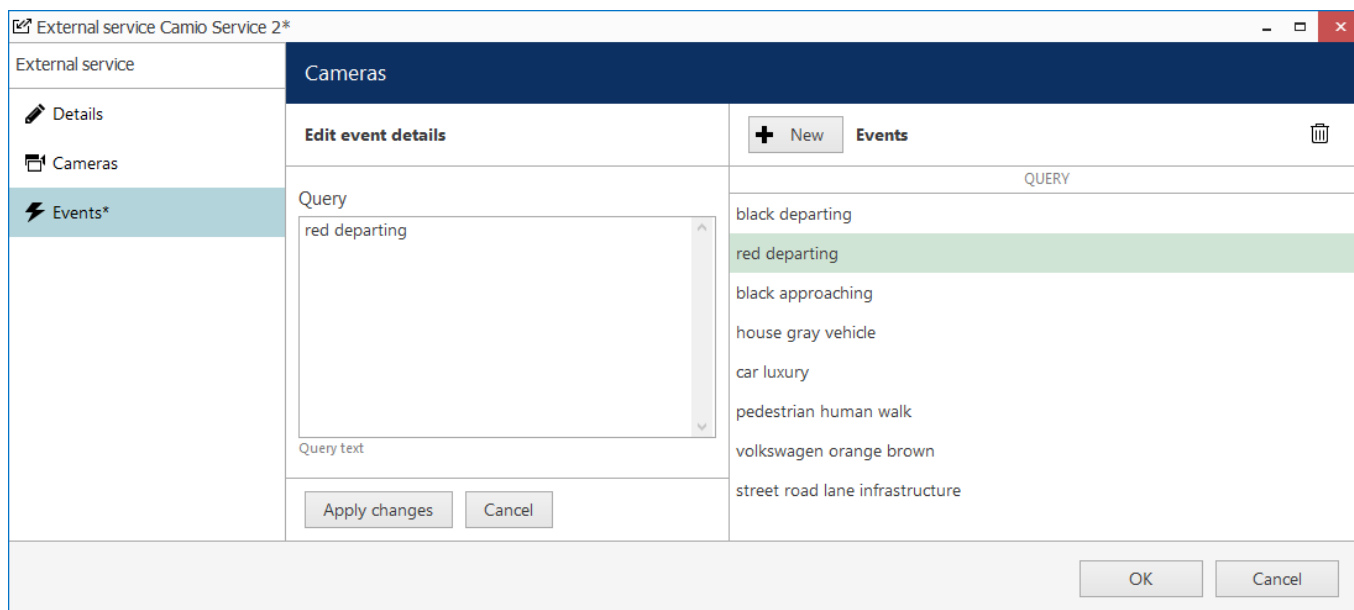 External service Camio Service 2*
External service
Details
Cameras
Events*
Cameras
Edit event details
Query
red departing
Query text
Apply changes
Cancel
New
Events
QUERY
black departing
red departing
black approaching
house gray vehicle
car luxury
pedestrian human walk
volkswagen orange brown
street road lane infrastructure
OK
Cancel